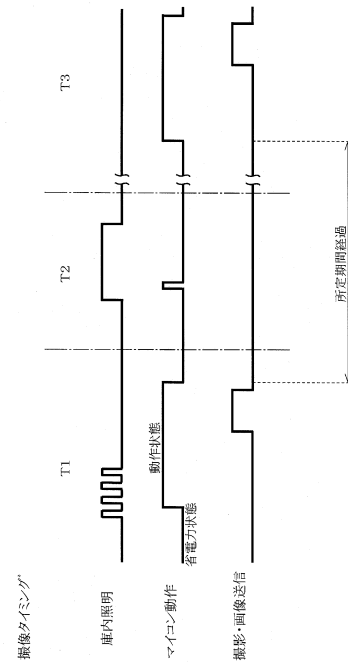 撮像タイミング
T1
T2
T3
庫内照明
マイコン動作
動作状態
省電力状態
撮影・画像送信
所定期間経過